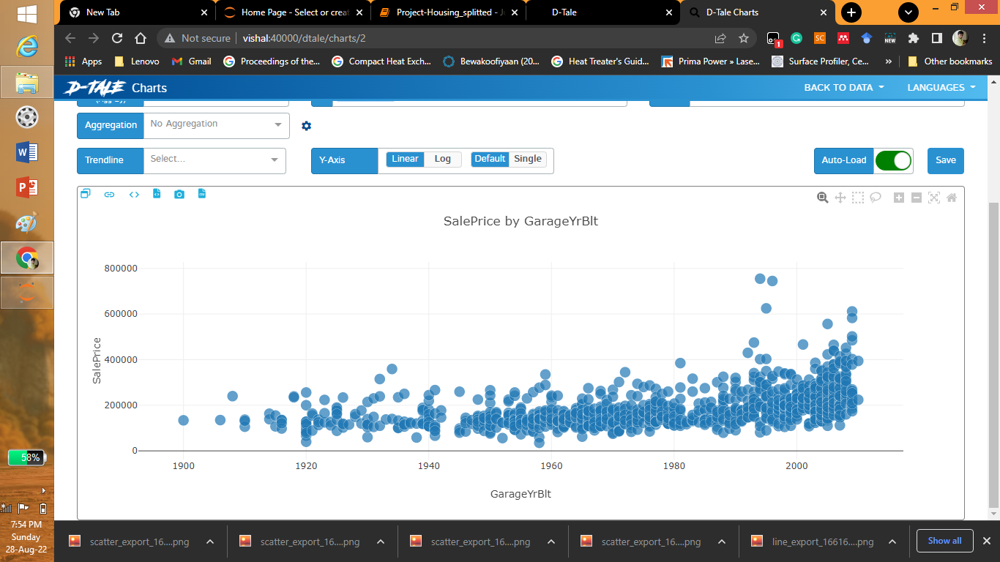 New Tab
Home Page - Select or creat
Project-Housing_splitted - J
D-Tale
D-Tale Charts
Not secure | vishal:40000/dtale/charts/2
Apps
Lenovo
Gmail
Proceedings of the...
Compact Heat Exch...
Bewakoofiyaan (20...
Heat Treater's Guid...
Prima Power » Lase...
Surface Profiler, Ce...
»
Other bookmarks
D-TALE Charts
BACK TO DATA
LANGUAGES
Aggregation
No Aggregation
Trendline
Select...
Y-Axis
Linear
Log
Default
Single
Auto-Load
Save
SalePrice by GarageYrBlt
800000
600000
400000
200000
0
SalePrice
1900
1920
1940
1960
1980
2000
GarageYrBlt
58%
7:54 PM
Sunday
28-Aug-22
scatter_export_16....png
scatter_export_16....png
scatter_export_16....png
scatter_export_16....png
line_export_16616....png
Show all